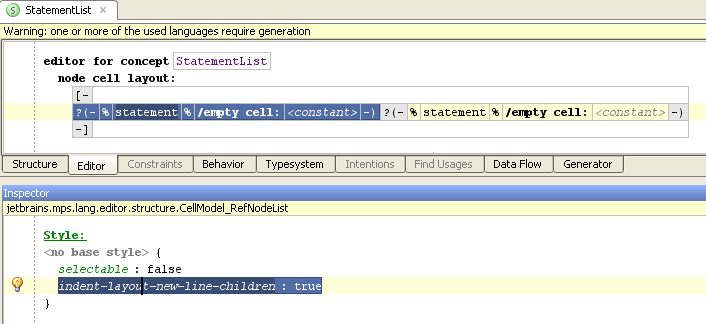 StatementList ×
Warning: one or more of the used languages require generation
editor for concept StatementList
node cell layout:
[-
?(- % statement % /empty cell: <constant> -) ?(- % statement % /empty cell: <constant> -)
-]
Structure Editor Constraints Behavior Typesystem Intentions Find Usages Data Flow Generator
Inspector
jetbrains.mps.lang.editor.structure.CellModel_RefNodeList
Style:
<no base style> {
selectable : false
indent-layout-new-line-children : true
}